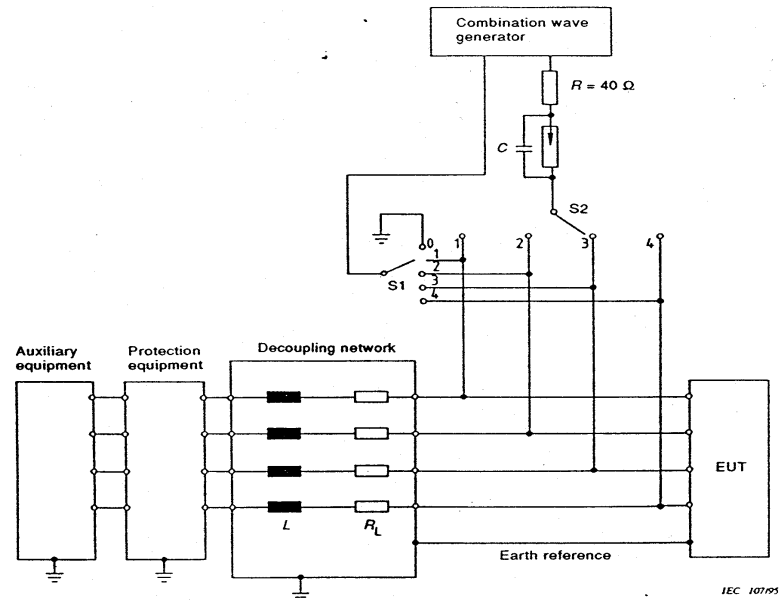 Combination wave
generator
R = 40 Ω
C
S2
0
1
2
3
4
1
2
3
4
S1
Auxiliary
equipment
Protection
equipment
Decoupling network
L
RL
EUT
Earth reference
IEC 107/95